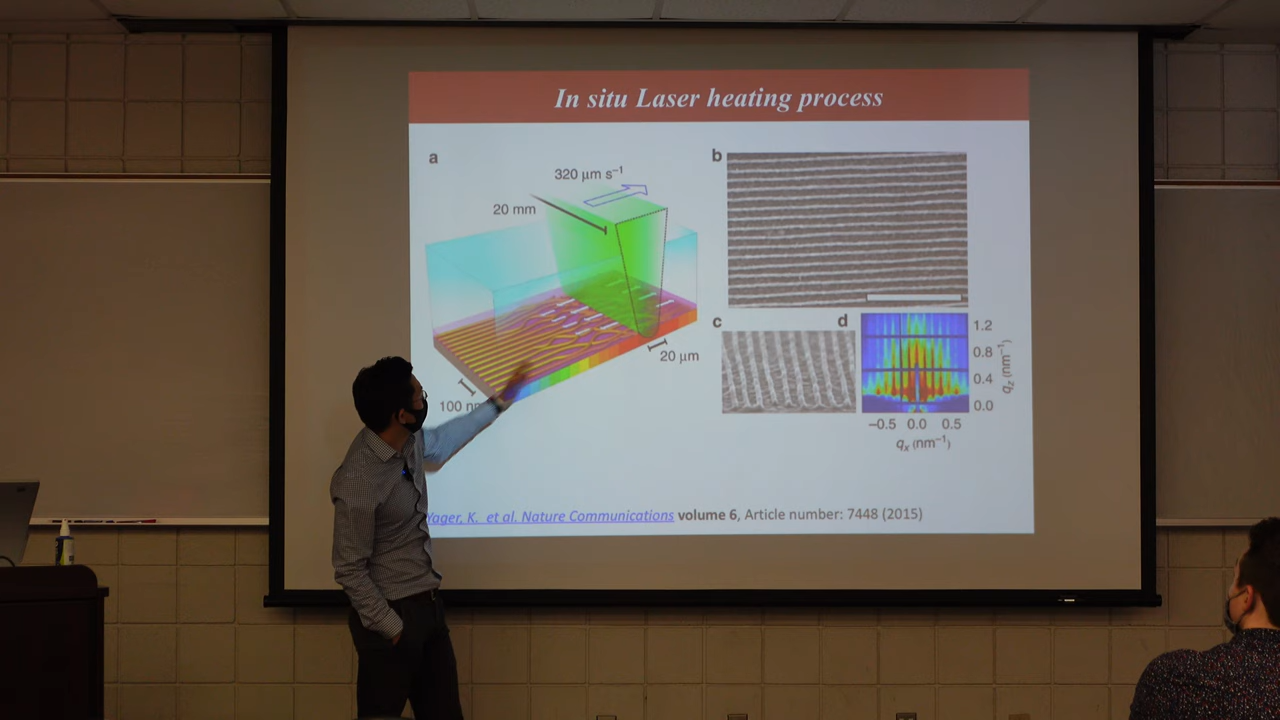 In situ Laser heating process
a
320 μm s⁻¹
20 mm
20 μm
100 nm
b
c
d
1.2
0.8
0.4
0.0
qz (nm⁻¹)
−0.5 0.0 0.5
qx (nm⁻¹)
Yager, K. et al. Nature Communications volume 6, Article number: 7448 (2015)